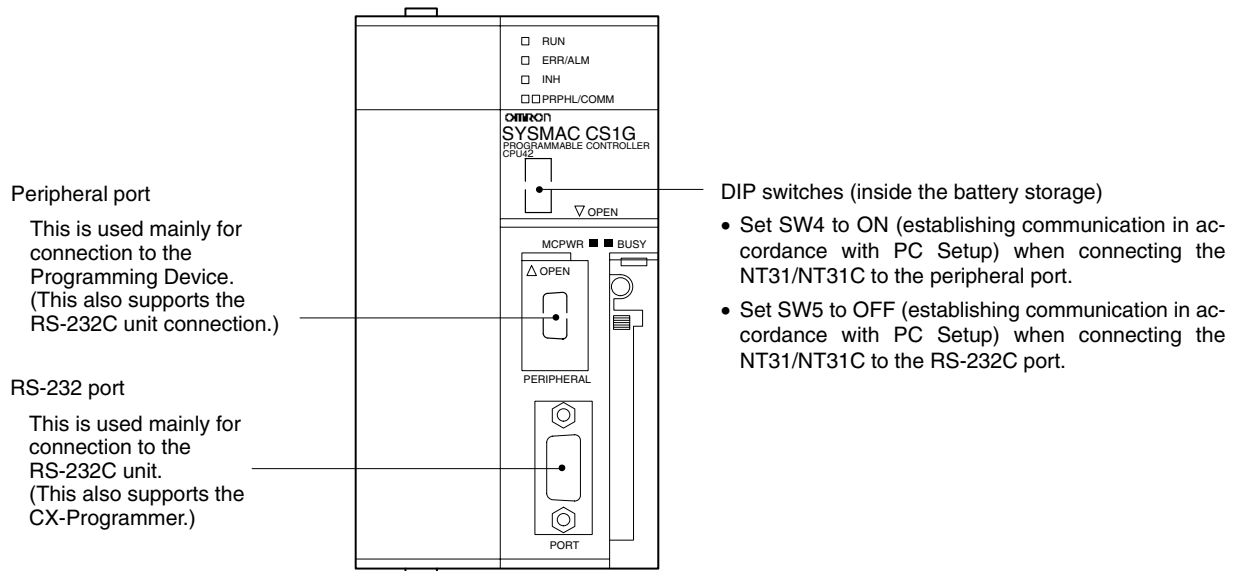 RUN
ERR/ALM
INH
PRPHL/COMM
OMRON
SYSMAC CS1G
PROGRAMMABLE CONTROLLER
CPU42
▽ OPEN
MCPWR ■ ■ BUSY
△ OPEN
PERIPHERAL
PORT
Peripheral port
This is used mainly for
connection to the
Programming Device.
(This also supports the
RS-232C unit connection.)
RS-232 port
This is used mainly for
connection to the
RS-232C unit.
(This also supports the
CX-Programmer.)
DIP switches (inside the battery storage)
• Set SW4 to ON (establishing communication in ac-
cordance with PC Setup) when connecting the
NT31/NT31C to the peripheral port.
• Set SW5 to OFF (establishing communication in ac-
cordance with PC Setup) when connecting the
NT31/NT31C to the RS-232C port.